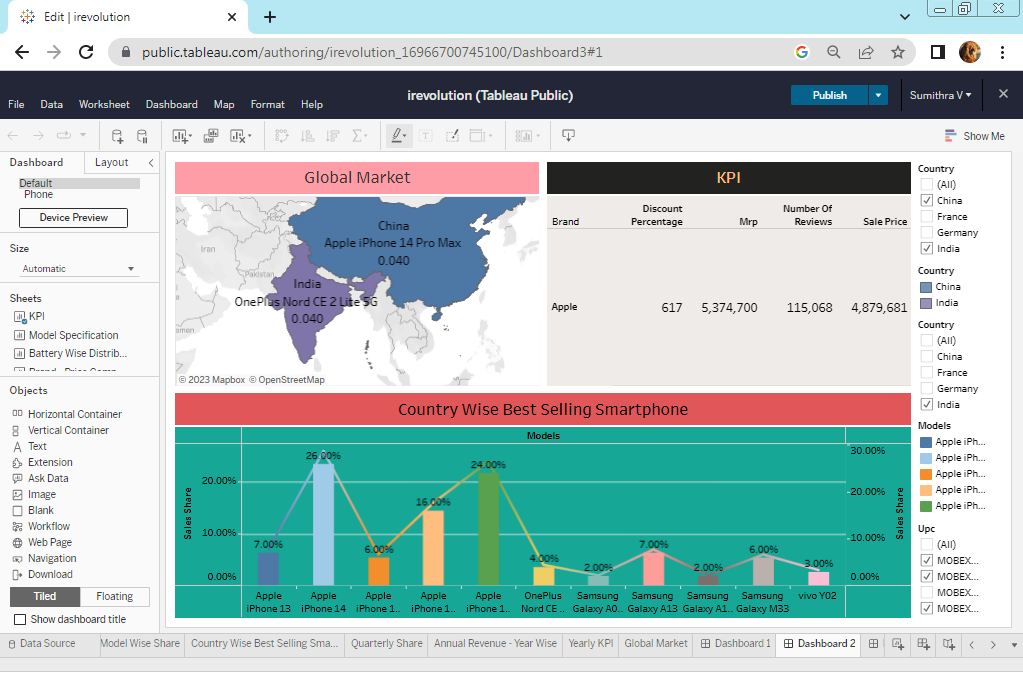 Edit | irevolution
public.tableau.com/authoring/irevolution_16966700745100/Dashboard3#1
irevolution (Tableau Public)
File Data Worksheet Dashboard Map Format Help
Publish
Sumithra V
Show Me
Dashboard Layout
Default
Phone
Device Preview
Size
Automatic
Sheets
KPI
Model Specification
Battery Wise Distrib...
Objects
Horizontal Container
Vertical Container
Text
Extension
Ask Data
Image
Blank
Workflow
Web Page
Navigation
Download
Tiled Floating
Show dashboard title
Global Market
Iran
Pakistan
China
Apple iPhone 14 Pro Max
0.040
India
OnePlus Nord CE 2 Lite 5G
0.040
© 2023 Mapbox © OpenStreetMap
KPI
Brand Discount Percentage Mrp Number Of Reviews Sale Price
Apple 617 5,374,700 115,068 4,879,681
Country Wise Best Selling Smartphone
Models
Sales Share
20.00%
10.00%
0.00%
7.00% 26.00% 6.00% 16.00% 24.00% 4.00% 2.00% 7.00% 2.00% 6.00% 3.00%
30.00%
20.00%
10.00%
0.00%
Sales Share
Apple iPhone 13
Apple iPhone 14
Apple iPhone 1..
Apple iPhone 1..
Apple iPhone 1..
OnePlus Nord CE ..
Samsung Galaxy A0..
Samsung Galaxy A13
Samsung Galaxy A1..
Samsung Galaxy M33
vivo Y02
Country
(All)
China
France
Germany
India
Country
China
India
Country
(All)
China
France
Germany
India
Models
Apple iPh...
Apple iPh...
Apple iPh...
Apple iPh...
Apple iPh...
Upc
(All)
MOBEX...
MOBEX...
MOBEX...
MOBEX...
Data Source Model Wise Share Country Wise Best Selling Sma... Quarterly Share Annual Revenue - Year Wise Yearly KPI Global Market Dashboard 1 Dashboard 2